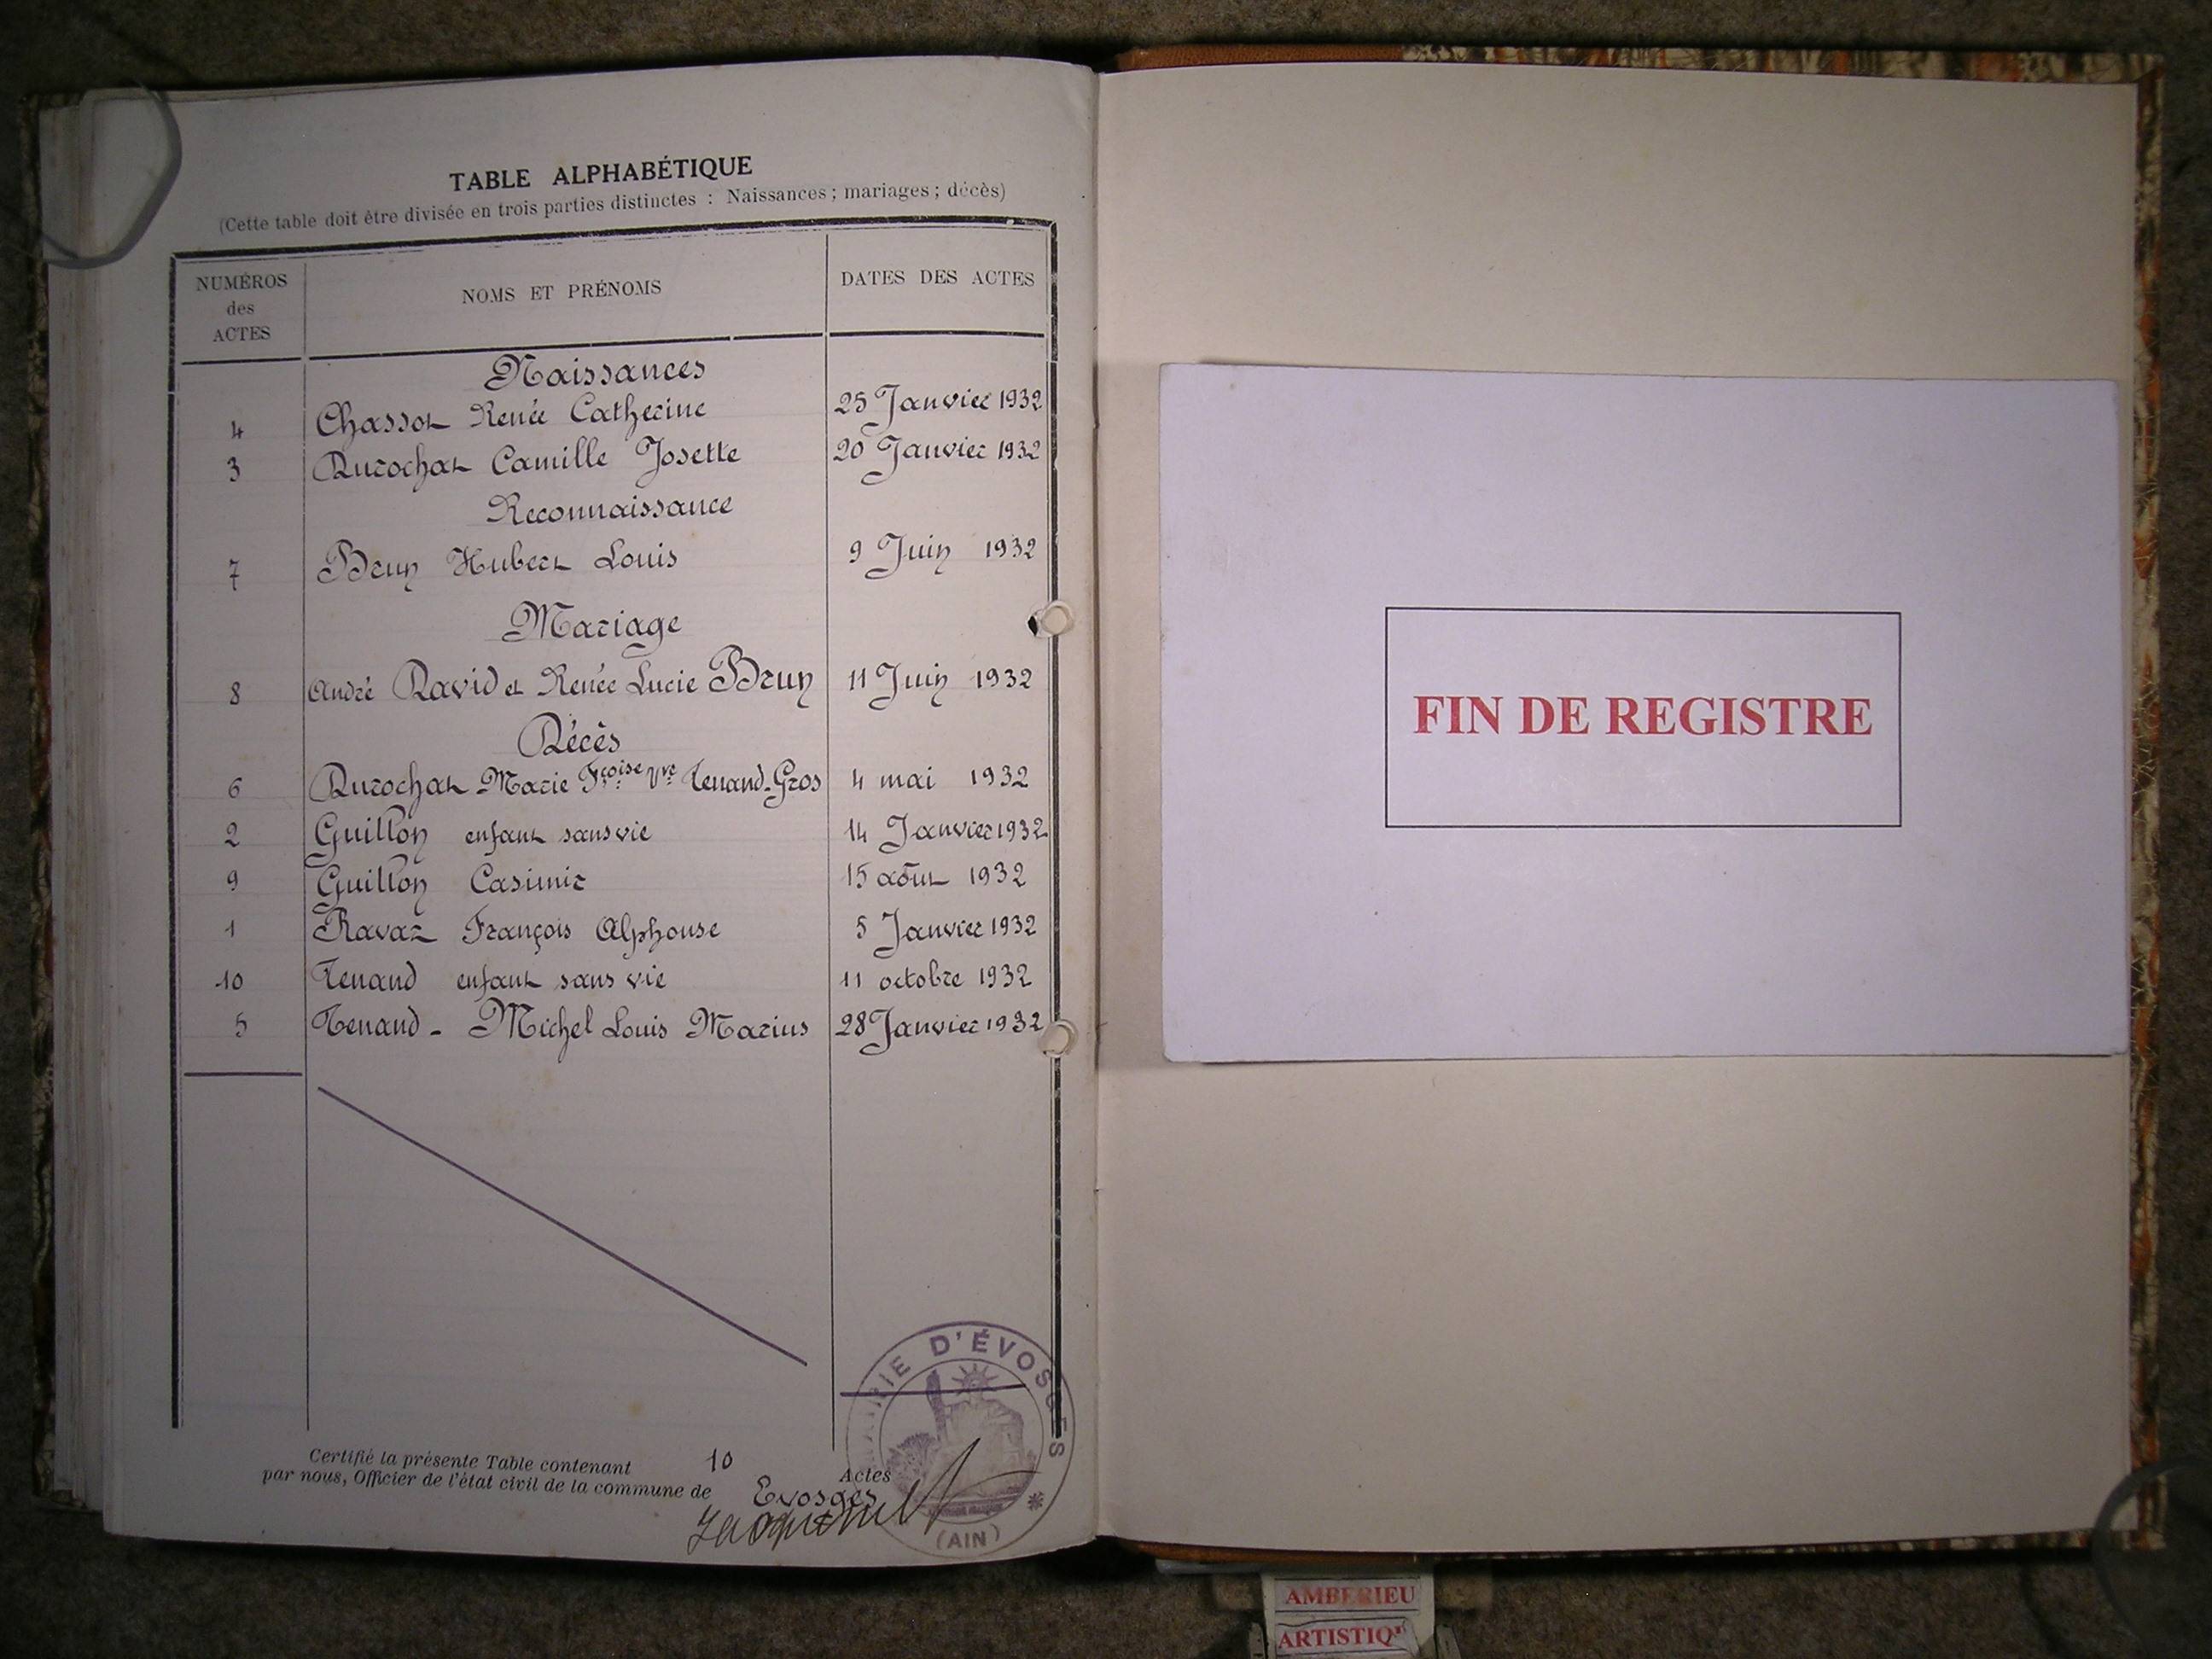 TABLE ALPHABÉTIQUE
(Cette table doit être divisée en trois parties distinctes : Naissances ; mariages ; décès)
NUMÉROS des ACTES NOMS ET PRÉNOMS DATES DES ACTES
Naissances
4 Chassot Renée Catherine 25 Janvier 1932
3 Durochat Camille Josette 20 Janvier 1932
Reconnaissance
7 Brun Hubert Louis 9 Juin 1932
Mariage
8 André David et Renée Lucie Brun 11 Juin 1932
Décès
6 Durochat Marie Fçoise Vve Tenand-Gros 4 mai 1932
2 Guillon enfant sans vie 14 Janvier 1932
9 Guillon Casimir 15 août 1932
1 Ravaz François Alphonse 5 Janvier 1932
10 Tenand enfant sans vie 11 octobre 1932
5 Tenand - Michel Louis Marius 28 Janvier 1932
Certifié la présente Table contenant 10 Actes
par nous, Officier de l'état civil de la commune de Evosges
MAIRIE D'ÉVOSGES
(AIN)
FIN DE REGISTRE
AMBERIEU
ARTISTIQ